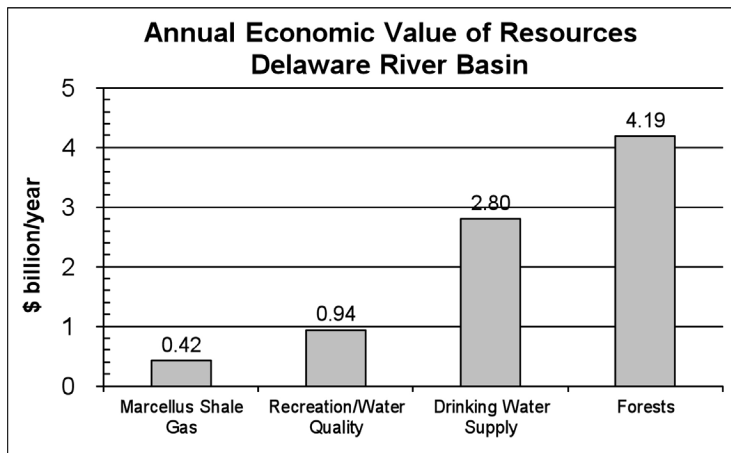 Annual Economic Value of Resources
Delaware River Basin
$ billion/year
5
4
3
2
1
0
0.42
0.94
2.80
4.19
Marcellus Shale
Gas
Recreation/Water
Quality
Drinking Water
Supply
Forests